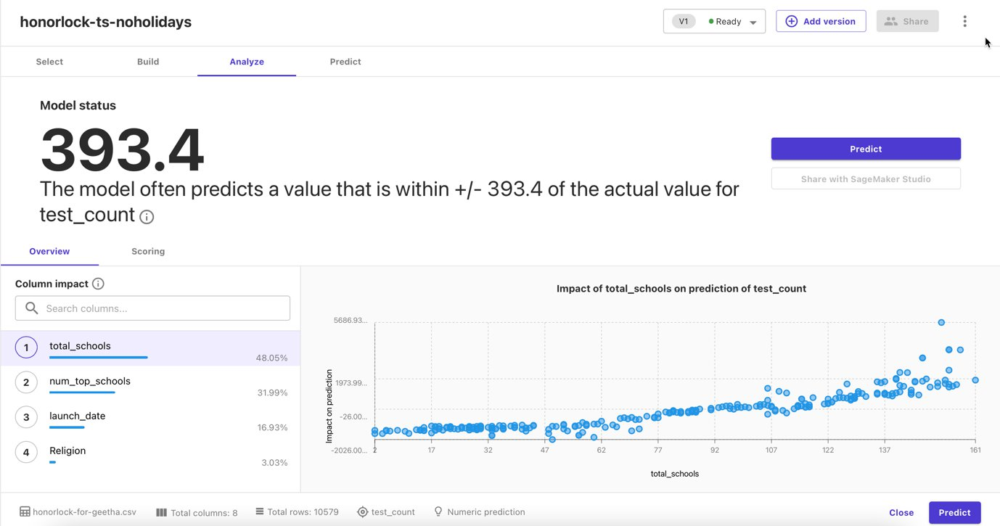 honorlock-ts-noholidays
V1 Ready
Add version
Share
Select Build Analyze Predict
Model status
393.4
The model often predicts a value that is within +/- 393.4 of the actual value for
test_count
Predict
Share with SageMaker Studio
Overview Scoring
Column impact
Search columns...
1 total_schools 48.05%
2 num_top_schools 31.99%
3 launch_date 16.93%
4 Religion 3.03%
Impact of total_schools on prediction of test_count
Impact on prediction
5686.93...
1973.99...
-26.00...
-2026.00...
2 17 32 47 62 77 92 107 122 137 161
total_schools
honorlock-for-geetha.csv Total columns: 8 Total rows: 10579 test_count Numeric prediction
Close Predict